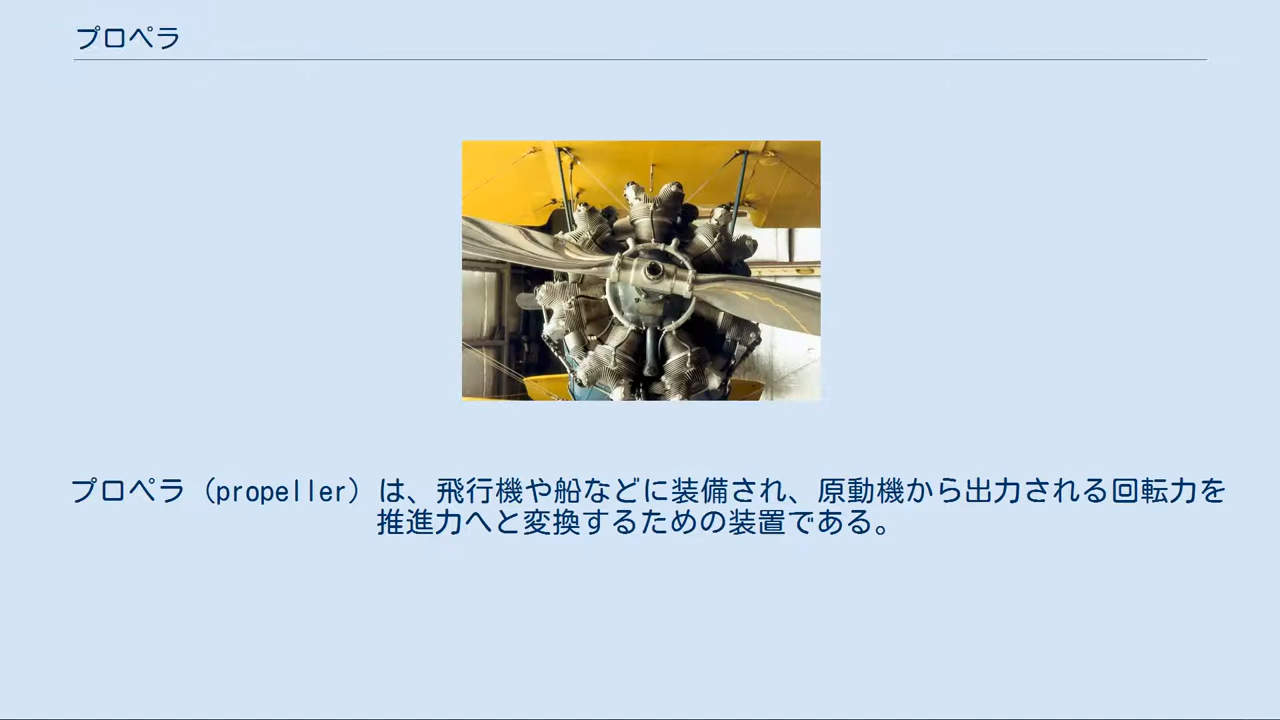 プロペラ
プロペラ（propeller）は、飛行機や船などに装備され、原動機から出力される回転力を
推進力へと変換するための装置である。